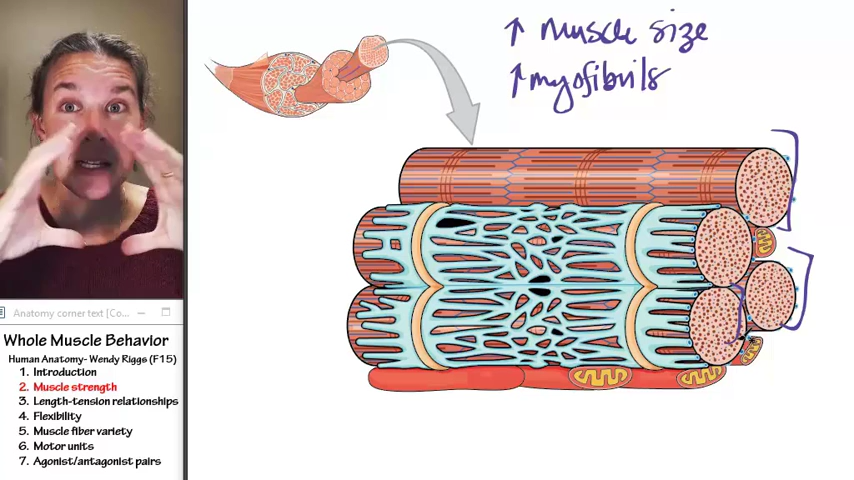 ↑ muscle size
↑ myofibrils
Anatomy corner text [Co...
Whole Muscle Behavior
Human Anatomy- Wendy Riggs (F15)
1. Introduction
2. Muscle strength
3. Length-tension relationships
4. Flexibility
5. Muscle fiber variety
6. Motor units
7. Agonist/antagonist pairs